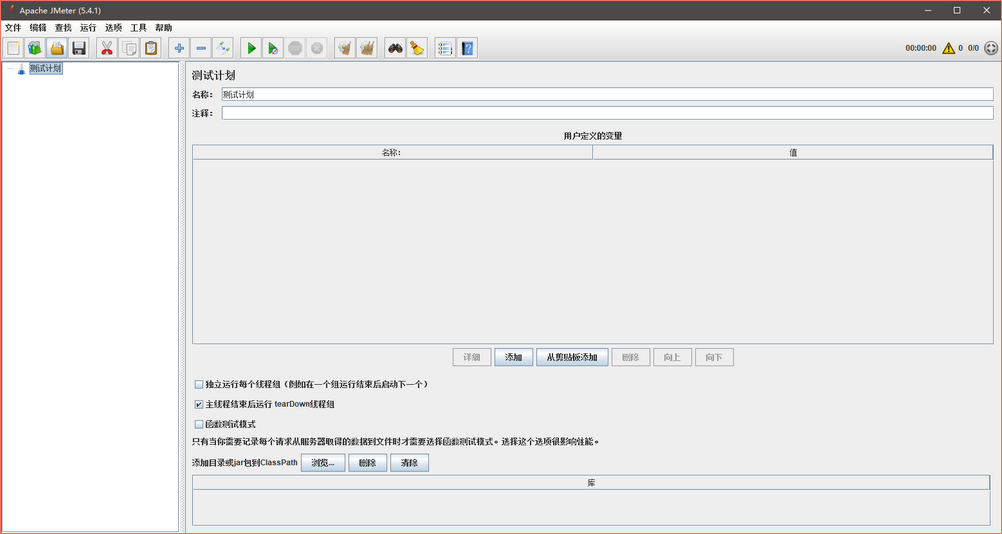 Apache JMeter (5.4.1)
文件 编辑 查找 运行 选项 工具 帮助
00:00:00 0 0/0
测试计划
测试计划
名称： 测试计划
注释：
用户定义的变量
名称： 值
详细 添加 从剪贴板添加 删除 向上 向下
独立运行每个线程组（例如在一个组运行结束后启动下一个）
主线程结束后运行 tearDown线程组
函数测试模式
只有当你需要记录每个请求从服务器取得的数据到文件时才需要选择函数测试模式。选择这个选项很影响性能。
添加目录或jar包到ClassPath 浏览... 删除 清除
库